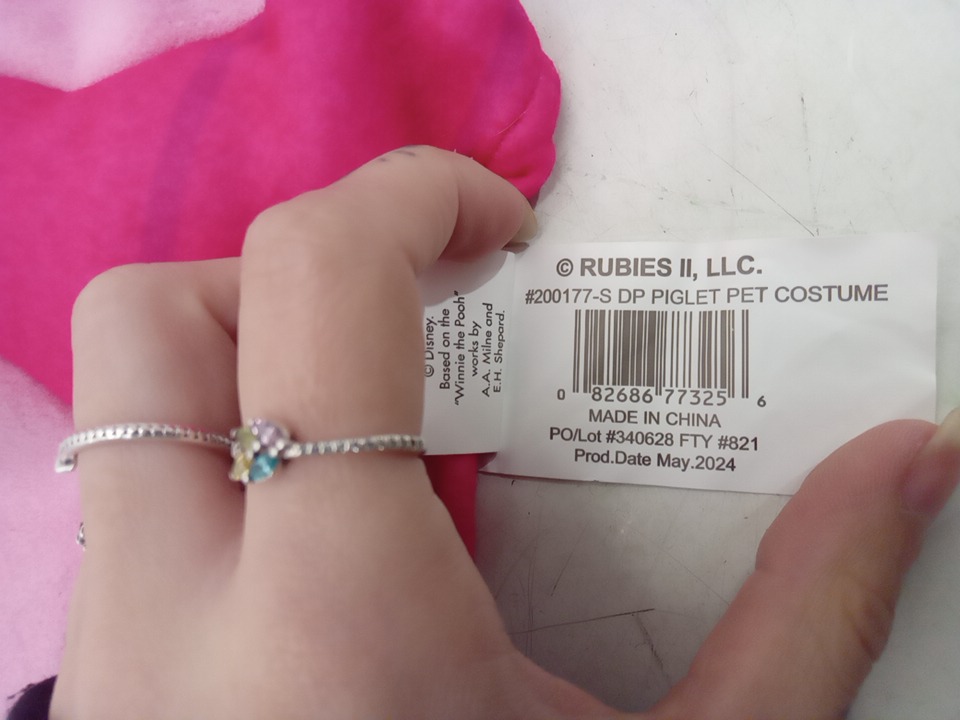 © Disney.
Based on the
"Winnie the Pooh"
works by
A.A. Milne and
E.H. Shepard.
© RUBIES II, LLC.
#200177-S DP PIGLET PET COSTUME
0 82686 77325 6
MADE IN CHINA
PO/Lot #340628 FTY #821
Prod.Date May.2024